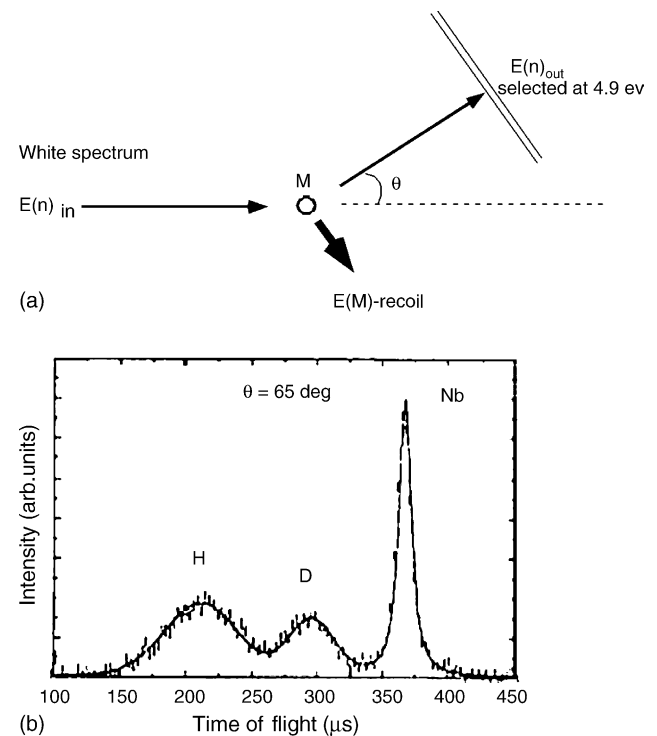 E(n)out
selected at 4.9 ev
White spectrum
M
θ
E(n) in
(a)
E(M)-recoil
θ = 65 deg
Nb
H
D
Intensity (arb.units)
100 150 200 250 300 350 400 450
(b)
Time of flight (μs)